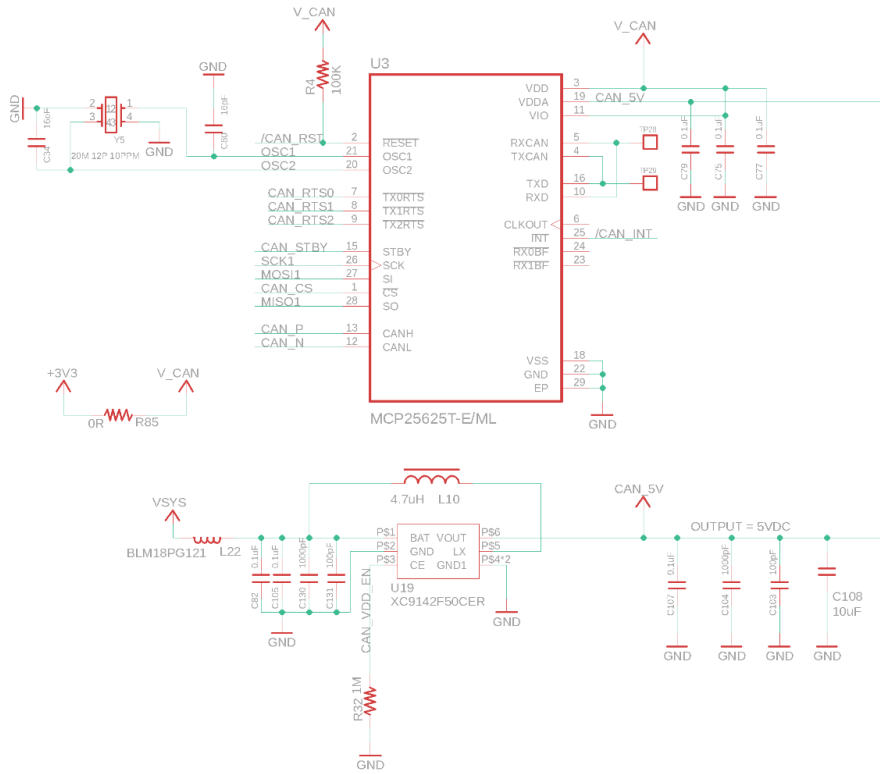 V_CAN
R4
100K
U3
V_CAN
GND
GND
16pF
C34
2
1
3
4
12
43
Y5
20M 12P 10PPM
GND
C80
/CAN_RST
OSC1
OSC2
2
21
20
RESET
OSC1
OSC2
CAN_RTS0
CAN_RTS1
CAN_RTS2
7
8
9
TX0RTS
TX1RTS
TX2RTS
CAN_STBY
SCK1
MOSI1
CAN_CS
MISO1
15
26
27
1
28
STBY
SCK
SI
CS
SO
CAN_P
CAN_N
13
12
CANH
CANL
VDD
VDDA
VIO
3
19
11
CAN_5V
RXCAN
TXCAN
5
4
TP28
TXD
RXD
16
10
TP29
CLKOUT
INT
RX0BF
RX1BF
6
25
24
23
/CAN_INT
VSS
GND
EP
18
22
29
GND
MCP25625T-E/ML
0.1uF
C79
GND
0.1uF
C75
GND
0.1uF
C77
GND
+3V3
V_CAN
0R
R85
VSYS
BLM18PG121
L22
0.1uF
C82
0.1uF
C105
1000pF
C130
100pF
C131
GND
4.7uH
L10
P$1
P$2
P$3
BAT
GND
CE
VOUT
LX
GND1
P$6
P$5
P$4*2
U19
XC9142F50CER
GND
CAN_VDD_EN
R32
1M
GND
CAN_5V
OUTPUT = 5VDC
0.1uF
C107
GND
1000pF
C104
GND
100pF
C103
GND
C108
10uF
GND